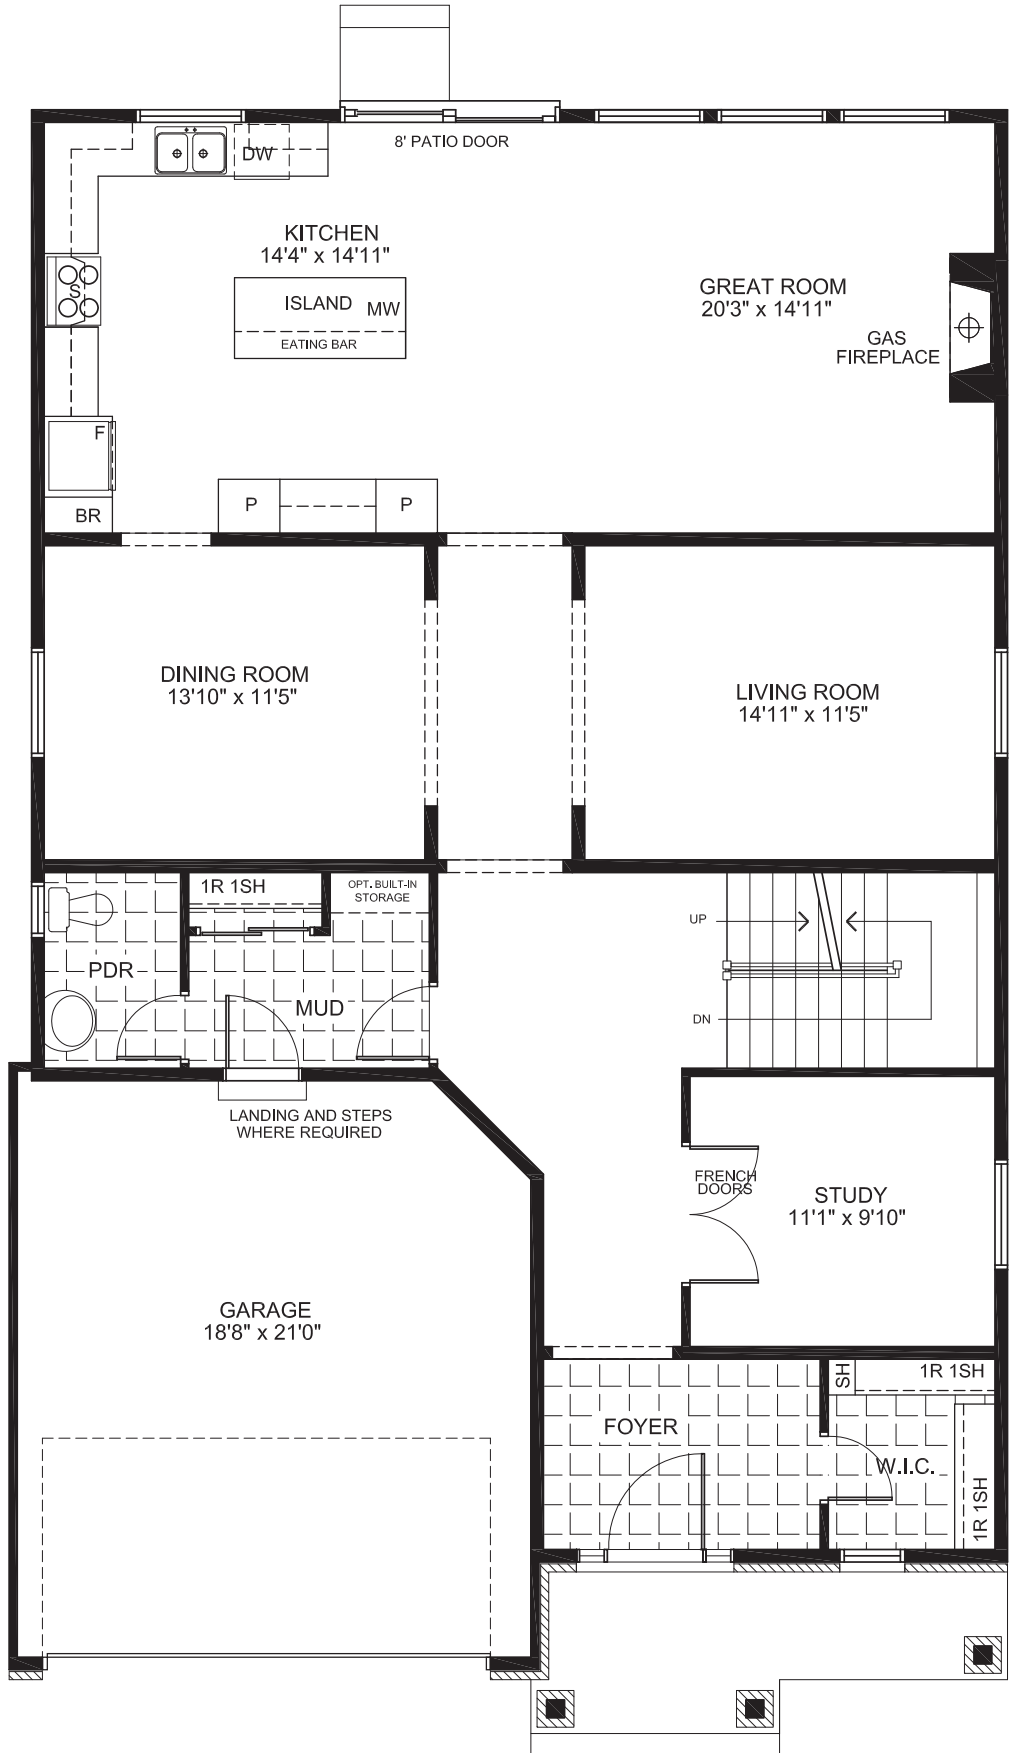 8' PATIO DOOR
DW
KITCHEN
14'4" x 14'11"
S
ISLAND
MW
EATING BAR
GREAT ROOM
20'3" x 14'11"
GAS
FIREPLACE
F
BR
P
P
DINING ROOM
13'10" x 11'5"
LIVING ROOM
14'11" x 11'5"
1R 1SH
OPT. BUILT-IN
STORAGE
PDR
MUD
UP
DN
LANDING AND STEPS
WHERE REQUIRED
FRENCH
DOORS
STUDY
11'1" x 9'10"
GARAGE
18'8" x 21'0"
FOYER
SH
1R 1SH
W.I.C.
1R 1SH